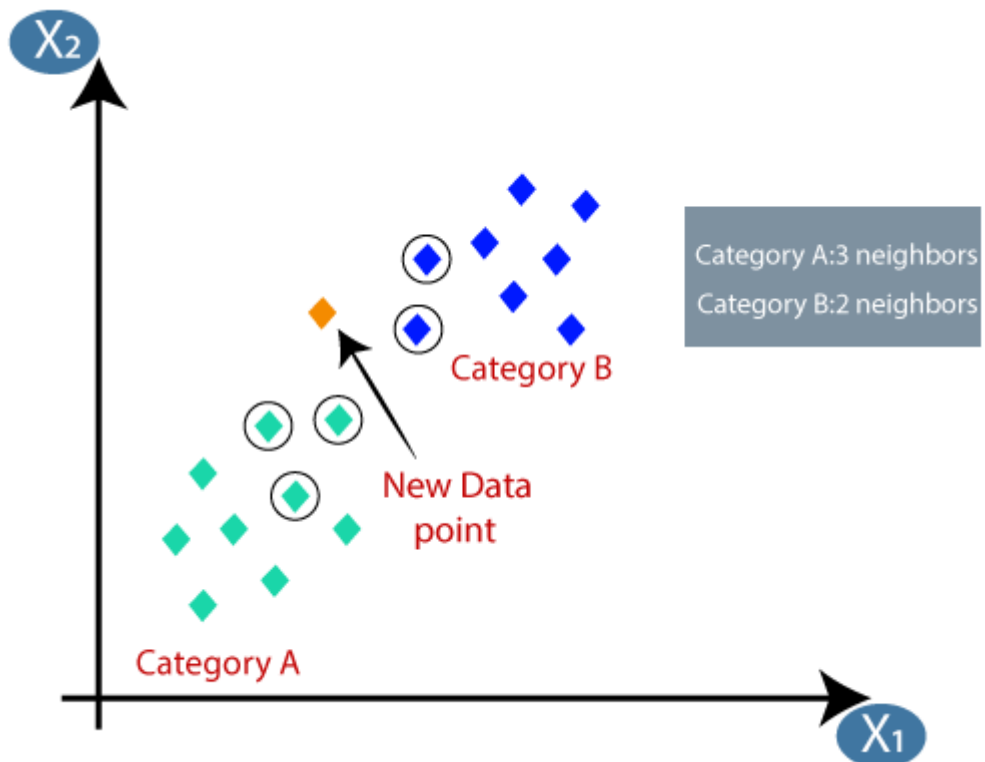 X₂
Category A:3 neighbors
Category B:2 neighbors
Category B
New Data
point
Category A
X₁